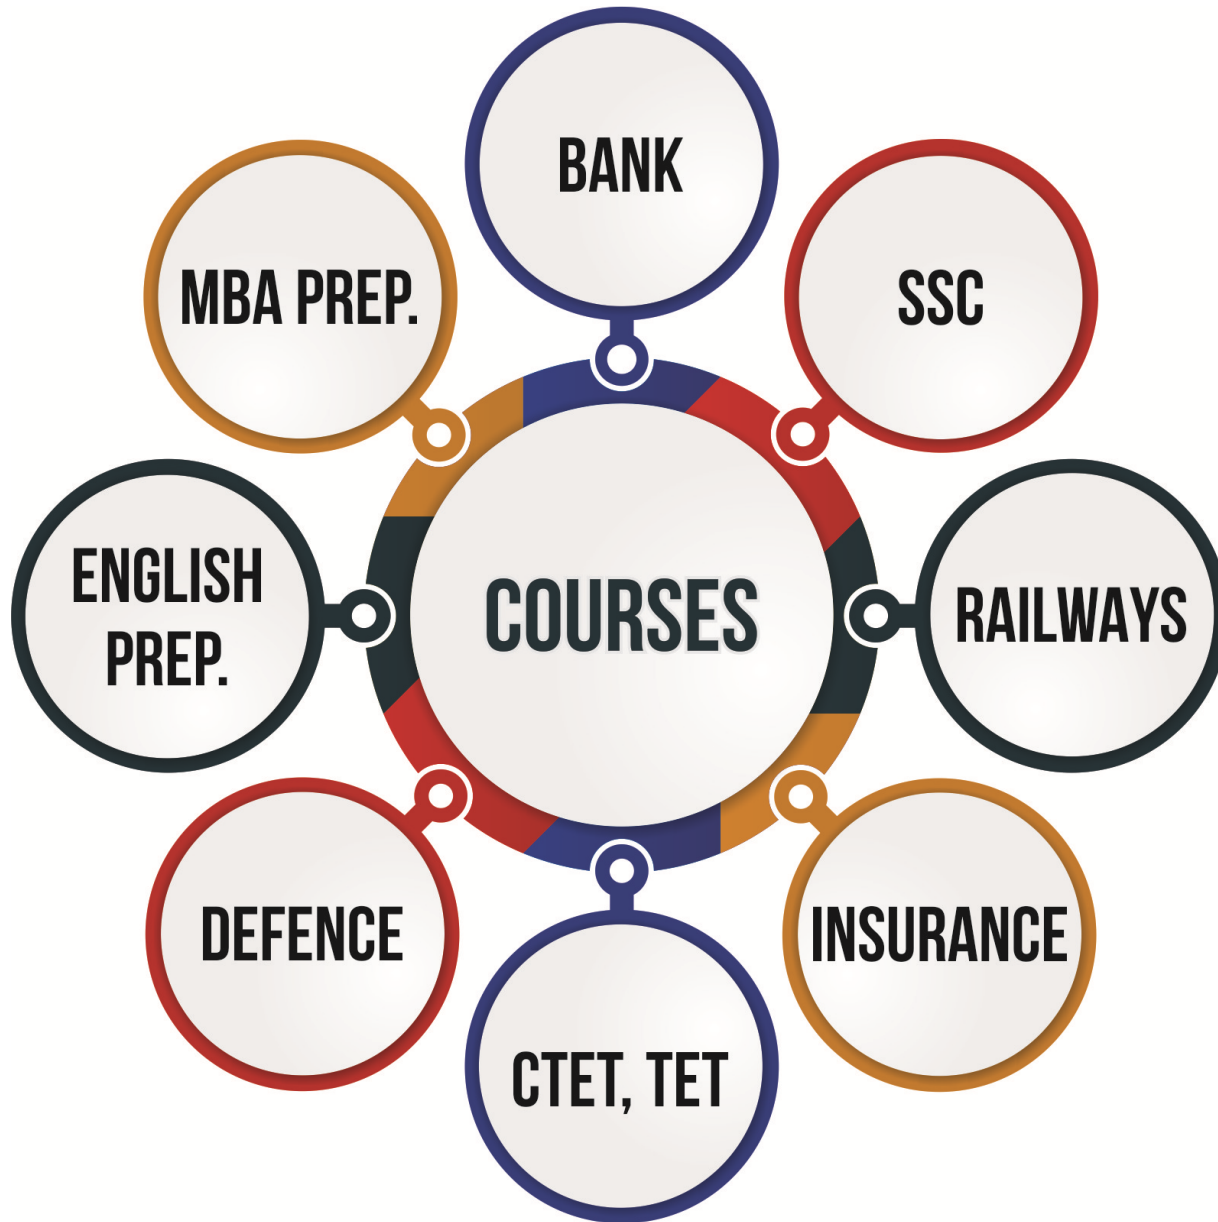 BANK
MBA PREP.
SSC
ENGLISH
PREP.
COURSES
RAILWAYS
DEFENCE
INSURANCE
CTET, TET